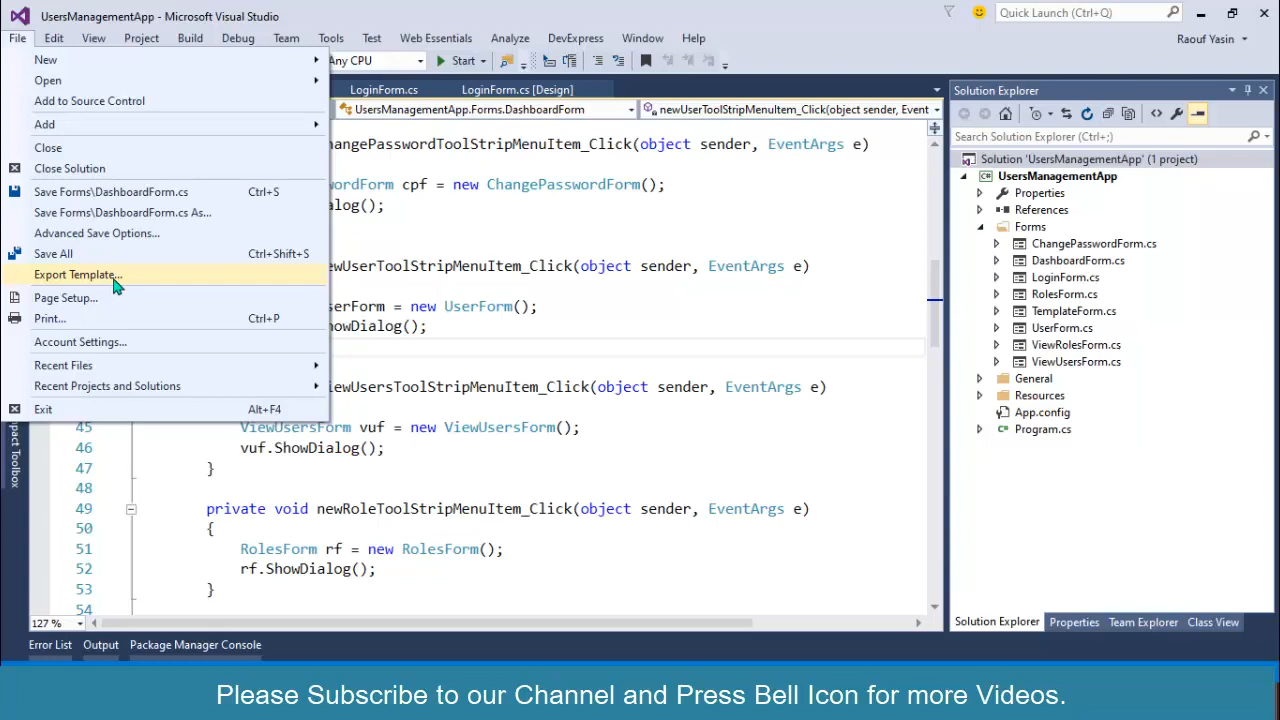 UsersManagementApp - Microsoft Visual Studio
Quick Launch (Ctrl+Q)
File Edit View Project Build Debug Team Tools Test Web Essentials Analyze DevExpress Window Help
Raouf Yasin
New
Open
Add to Source Control
Add
Close
Close Solution
Save Forms\DashboardForm.cs Ctrl+S
Save Forms\DashboardForm.cs As...
Advanced Save Options...
Save All Ctrl+Shift+S
Export Template...
Page Setup...
Print... Ctrl+P
Account Settings...
Recent Files
Recent Projects and Solutions
Exit Alt+F4
Any CPU Start
LoginForm.cs LoginForm.cs [Design]
UsersManagementApp.Forms.DashboardForm newUserToolStripMenuItem_Click(object sender, Event
hangePasswordToolStripMenuItem_Click(object sender, EventArgs e)
wordForm cpf = new ChangePasswordForm();
alog();
ewUserToolStripMenuItem_Click(object sender, EventArgs e)
serForm = new UserForm();
howDialog();
iewUsersToolStripMenuItem_Click(object sender, EventArgs e)
45 ViewUsersForm vuf = new ViewUsersForm();
46 vuf.ShowDialog();
47 }
48
49 private void newRoleToolStripMenuItem_Click(object sender, EventArgs e)
50 {
51 RolesForm rf = new RolesForm();
52 rf.ShowDialog();
53 }
54
127 %
Error List Output Package Manager Console
Solution Explorer
Search Solution Explorer (Ctrl+;)
Solution 'UsersManagementApp' (1 project)
UsersManagementApp
Properties
References
Forms
ChangePasswordForm.cs
DashboardForm.cs
LoginForm.cs
RolesForm.cs
TemplateForm.cs
UserForm.cs
ViewRolesForm.cs
ViewUsersForm.cs
General
Resources
App.config
Program.cs
Solution Explorer Properties Team Explorer Class View
Please Subscribe to our Channel and Press Bell Icon for more Videos.